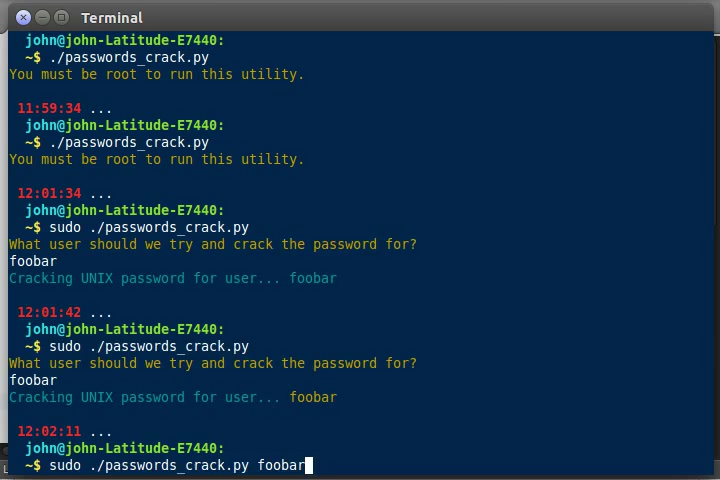 Terminal
john@john-Latitude-E7440:
~$ ./passwords_crack.py
You must be root to run this utility.
11:59:34 ...
john@john-Latitude-E7440:
~$ ./passwords_crack.py
You must be root to run this utility.
12:01:34 ...
john@john-Latitude-E7440:
~$ sudo ./passwords_crack.py
What user should we try and crack the password for?
foobar
Cracking UNIX password for user... foobar
12:01:42 ...
john@john-Latitude-E7440:
~$ sudo ./passwords_crack.py
What user should we try and crack the password for?
foobar
Cracking UNIX password for user... foobar
12:02:11 ...
john@john-Latitude-E7440:
~$ sudo ./passwords_crack.py foobar